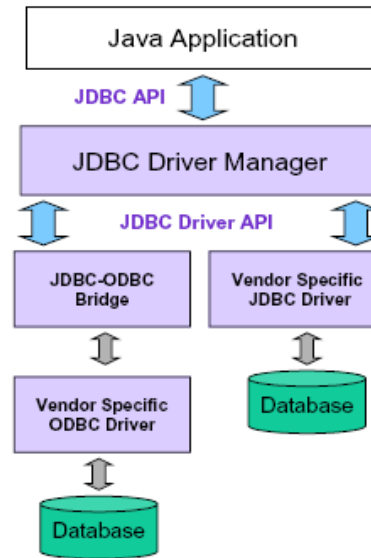 Java Application
JDBC API
JDBC Driver Manager
JDBC Driver API
JDBC-ODBC
Bridge
Vendor Specific
JDBC Driver
Vendor Specific
ODBC Driver
Database
Database